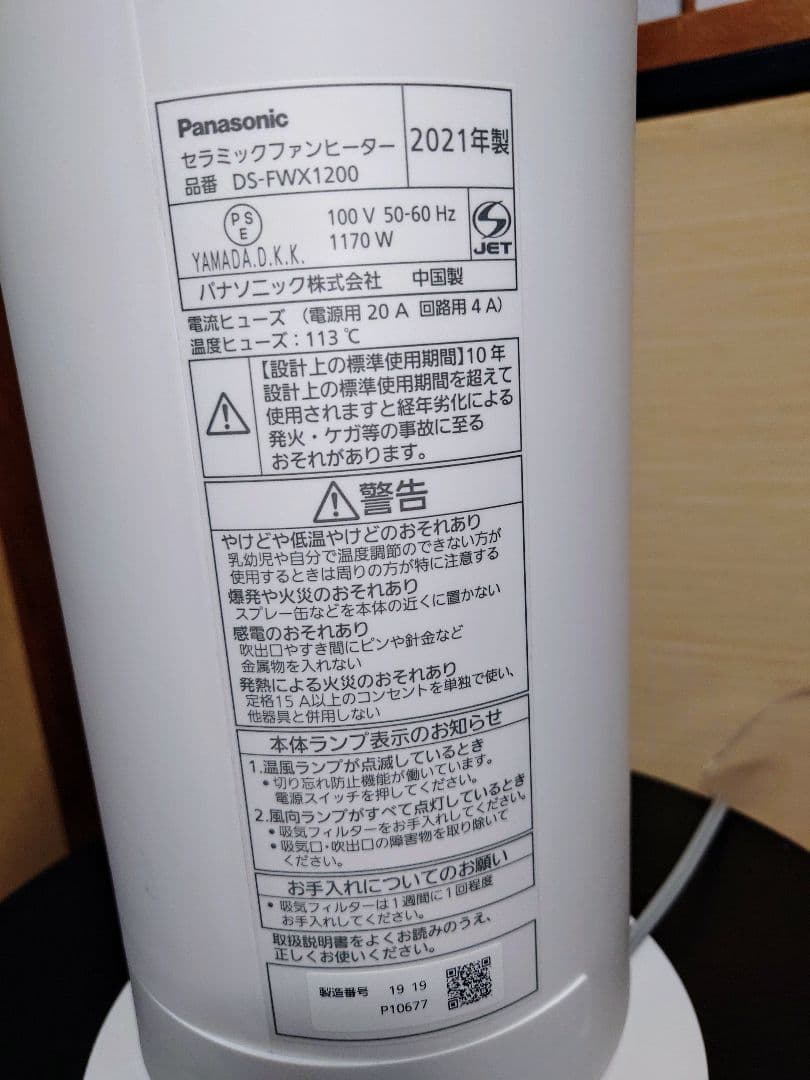 Panasonic
セラミックファンヒーター
品番 DS-FWX1200
2021年製
PS
E
YAMADA.D.K.K.
100 V 50-60 Hz
1170 W
JET
パナソニック株式会社 中国製
電流ヒューズ (電源用 20 A 回路用 4 A)
温度ヒューズ:113 ℃
【設計上の標準使用期間】10 年
設計上の標準使用期間を超えて
使用されますと経年劣化による
発火・ケガ等の事故に至る
おそれがあります。
警告
やけどや低温やけどのおそれあり
乳幼児や自分で温度調節のできない方が
使用するときは周りの方が特に注意する
爆発や火災のおそれあり
スプレー缶などを本体の近くに置かない
感電のおそれあり
吹出口やすき間にピンや針金など
金属物を入れない
発熱による火災のおそれあり
定格15 A以上のコンセントを単独で使い、
他器具と併用しない
本体ランプ表示のお知らせ
1.温風ランプが点滅しているとき
• 切り忘れ防止機能が働いています。
電源スイッチを押してください。
2.風向ランプがすべて点灯しているとき
• 吸気フィルターをお手入れしてください。
• 吸気口・吹出口の障害物を取り除いて
ください。
お手入れについてのお願い
• 吸気フィルターは1週間に1回程度
お手入れしてください。
取扱説明書をよくお読みのうえ、
正しくお使いください。
19 19
P10677